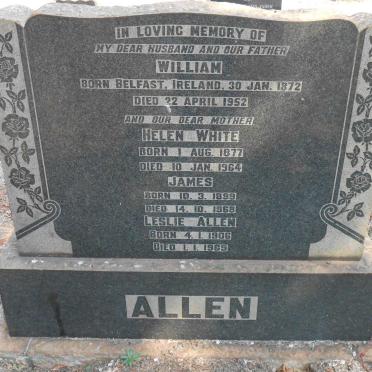 IN LOVING MEMORY OF
MY DEAR HUSBAND AND OUR FATHER
WILLIAM
BORN BELFAST, IRELAND, 30 JAN. 1872
DIED 22 APRIL 1952
AND OUR DEAR MOTHER
HELEN WHITE
BORN 1 AUG. 1877
DIED 10 JAN. 1964
JAMES
BORN 10. 3. 1899
DIED 14. 10. 1968
LESLIE ALLEN
BORN 4. 1. 1906
DIED 1. 1. 1969
ALLEN